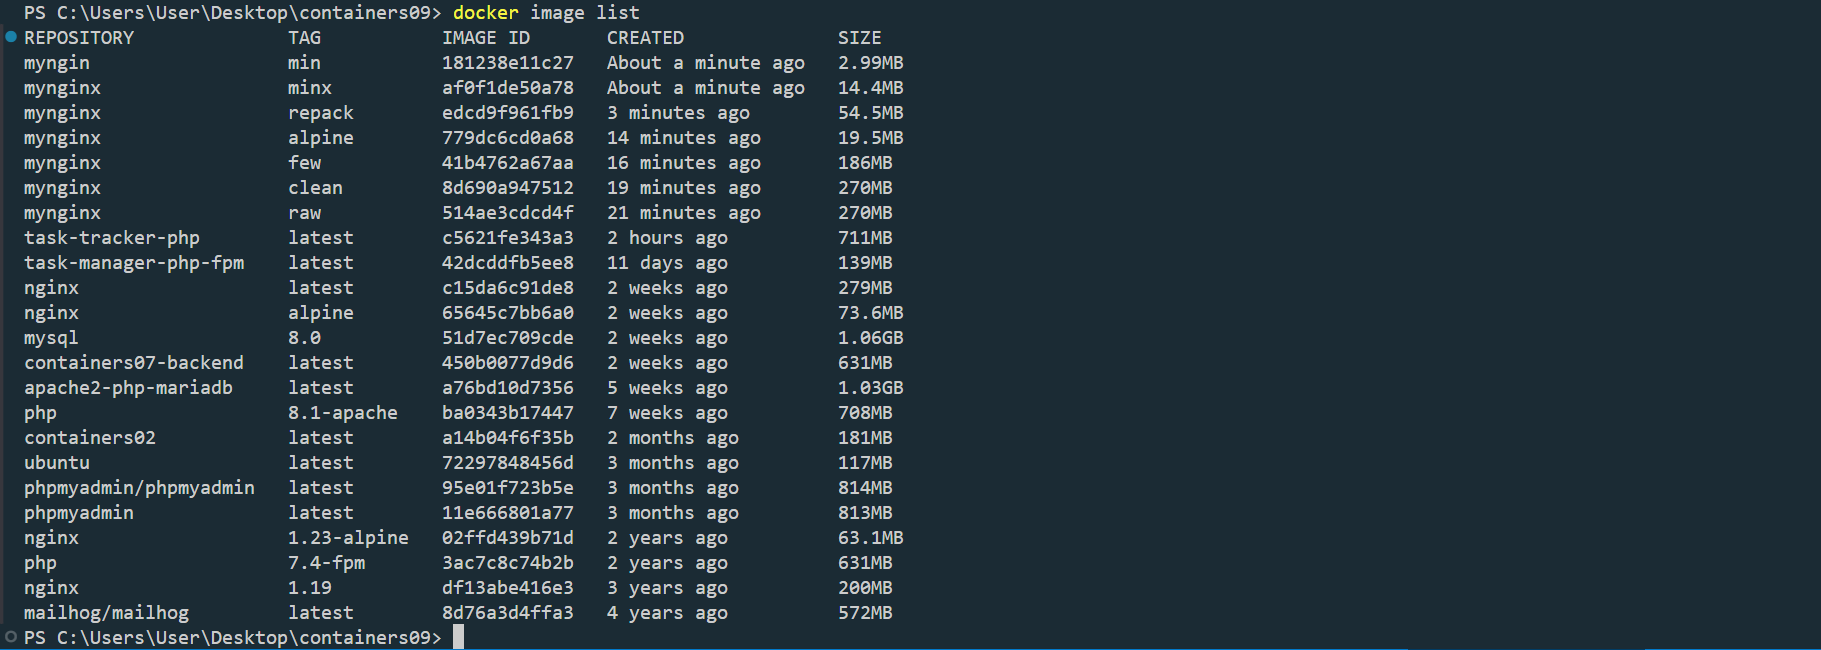 PS C:\Users\User\Desktop\containers09> docker image list
REPOSITORY TAG IMAGE ID CREATED SIZE
myngin min 181238e11c27 About a minute ago 2.99MB
mynginx minx af0f1de50a78 About a minute ago 14.4MB
mynginx repack edcd9f961fb9 3 minutes ago 54.5MB
mynginx alpine 779dc6cd0a68 14 minutes ago 19.5MB
mynginx few 41b4762a67aa 16 minutes ago 186MB
mynginx clean 8d690a947512 19 minutes ago 270MB
mynginx raw 514ae3cdcd4f 21 minutes ago 270MB
task-tracker-php latest c5621fe343a3 2 hours ago 711MB
task-manager-php-fpm latest 42dcddfb5ee8 11 days ago 139MB
nginx latest c15da6c91de8 2 weeks ago 279MB
nginx alpine 65645c7bb6a0 2 weeks ago 73.6MB
mysql 8.0 51d7ec709cde 2 weeks ago 1.06GB
containers07-backend latest 450b0077d9d6 2 weeks ago 631MB
apache2-php-mariadb latest a76bd10d7356 5 weeks ago 1.03GB
php 8.1-apache ba0343b17447 7 weeks ago 708MB
containers02 latest a14b04f6f35b 2 months ago 181MB
ubuntu latest 72297848456d 3 months ago 117MB
phpmyadmin/phpmyadmin latest 95e01f723b5e 3 months ago 814MB
phpmyadmin latest 11e666801a77 3 months ago 813MB
nginx 1.23-alpine 02ffd439b71d 2 years ago 63.1MB
php 7.4-fpm 3ac7c8c74b2b 2 years ago 631MB
nginx 1.19 df13abe416e3 3 years ago 200MB
mailhog/mailhog latest 8d76a3d4ffa3 4 years ago 572MB
PS C:\Users\User\Desktop\containers09>